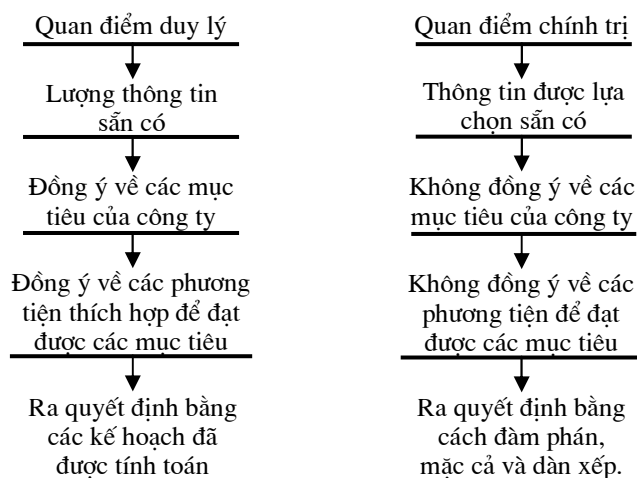 Quan điểm duy lý
Lượng thông tin
sẵn có
Đồng ý về các mục
tiêu của công ty
Đồng ý về các phương
tiện thích hợp để đạt
được các mục tiêu
Ra quyết định bằng
các kế hoạch đã
được tính toán
Quan điểm chính trị
Thông tin được lựa
chọn sẵn có
Không đồng ý về các
mục tiêu của công ty
Không đồng ý về các
phương tiện để đạt
được các mục tiêu
Ra quyết định bằng
cách đàm phán,
mặc cả và dàn xếp.